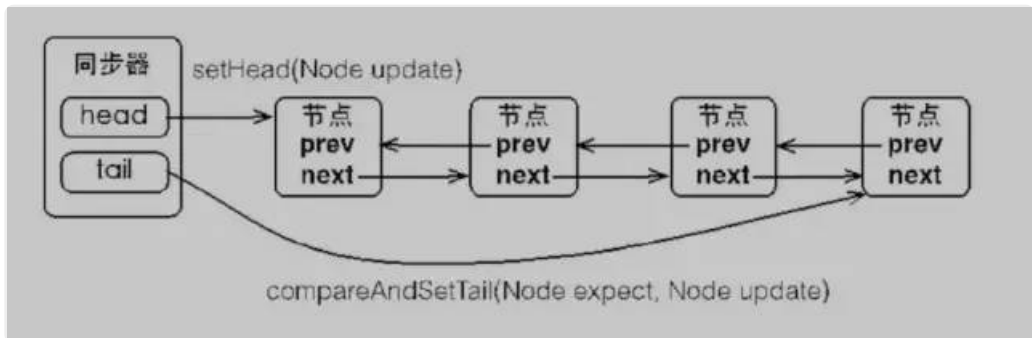 同步器
head
tail
setHead(Node update)
节点
prev
next
节点
prev
next
节点
prev
next
节点
prev
next
compareAndSetTail(Node expect, Node update)